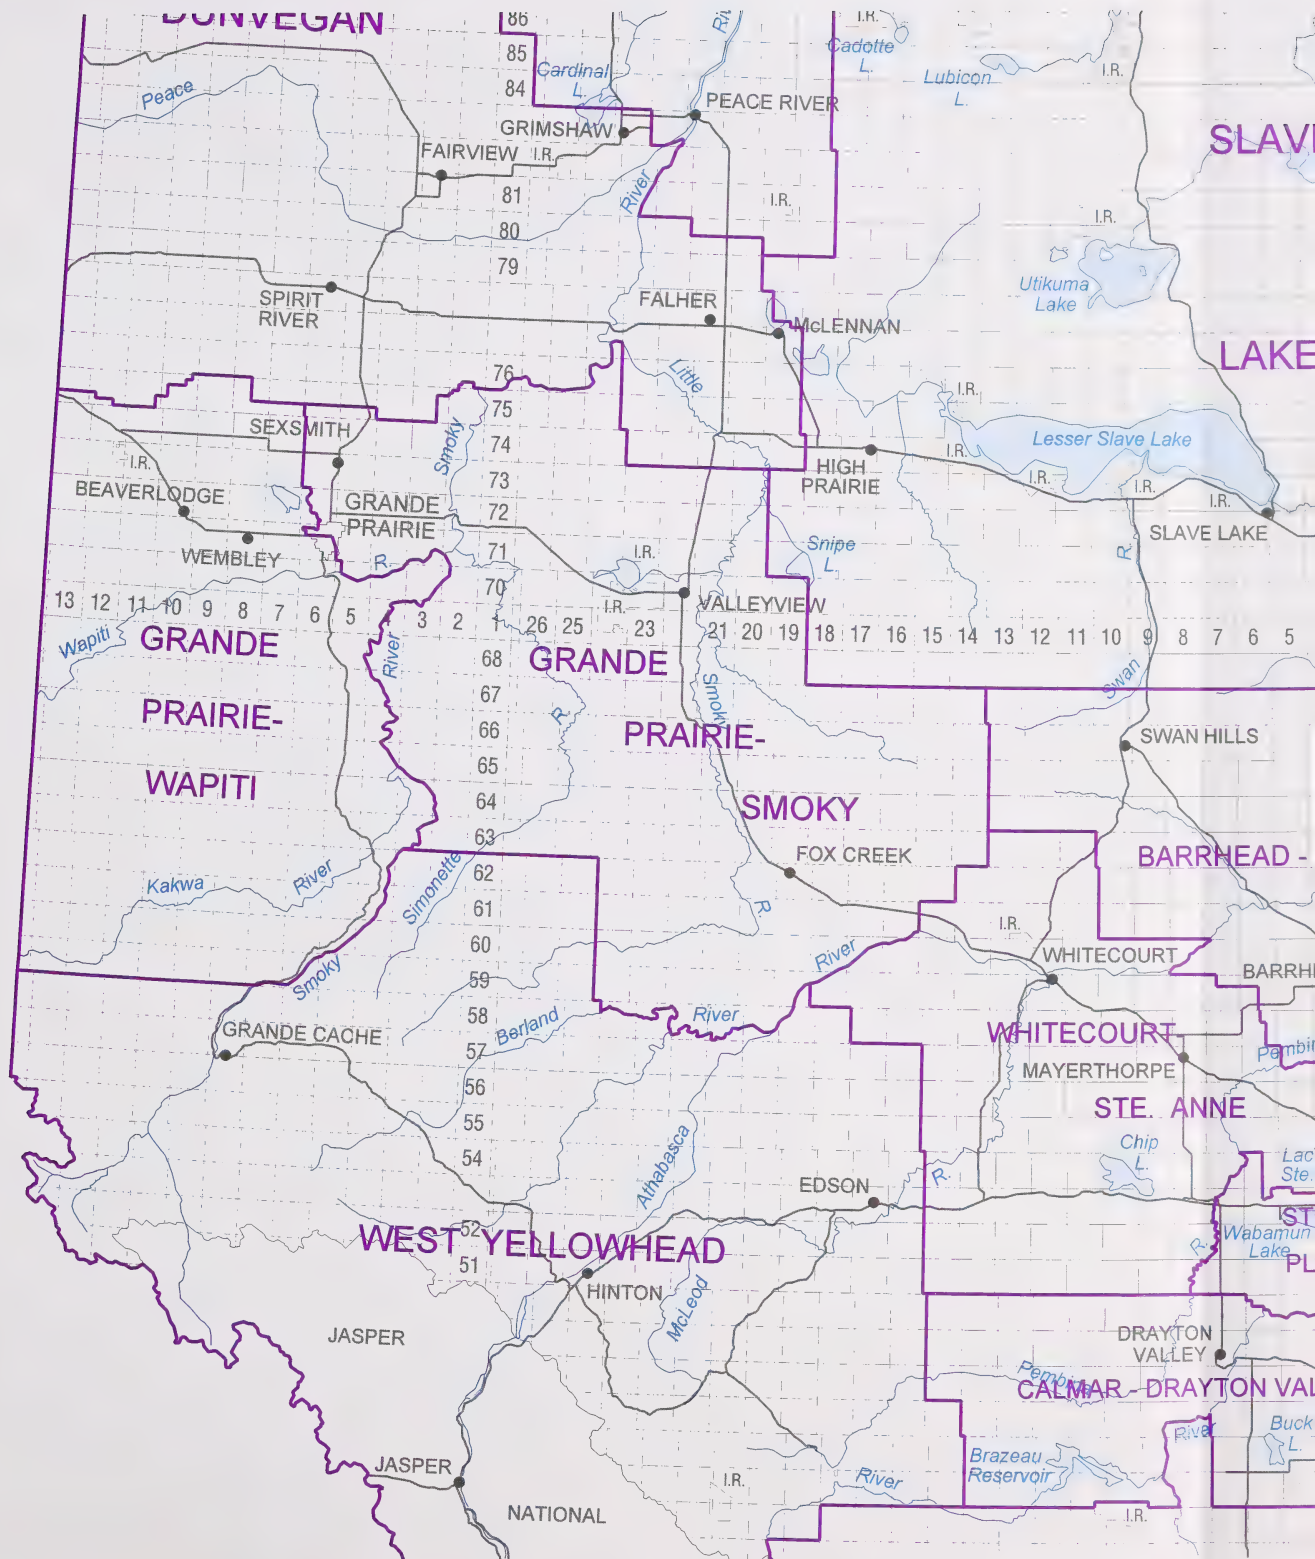 DUNVEGAN
86
I.R.
85
Cadotte
L.
Cardinal
L.
84
Lubicon
L.
I.R.
Peace
PEACE RIVER
GRIMSHAW
FAIRVIEW I.R.
River
81
I.R.
I.R.
80
79
Utikuma
Lake
SPIRIT
RIVER
FALHER
McLENNAN
LAKE
76
Little
75
I.R.
SEXSMITH
Smoky
74
Lesser Slave Lake
I.R.
I.R.
HIGH
PRAIRIE
I.R.
73
I.R.
I.R.
BEAVERLODGE
GRANDE
PRAIRIE
72
SLAVE LAKE
WEMBLEY
R.
71
I.R.
Snipe
L.
R.
70
13 12 11 10 9 8 7 6 5 4 3 2 1 26 25 23 21 20 19 18 17 16 15 14 13 12 11 10 9 8 7 6 5
I.R.
VALLEYVIEW
Wapiti
GRANDE
River
68
GRANDE
Smoky
Swan
67
PRAIRIE-
R.
66
PRAIRIE-
SWAN HILLS
65
WAPITI
64
SMOKY
63
FOX CREEK
BARRHEAD -
Kakwa
River
Simonette
62
61
R.
I.R.
60
River
WHITECOURT
Smoky
59
58
Berland
River
GRANDE CACHE
57
WHITECOURT-
MAYERTHORPE
56
STE. ANNE
55
Athabasca
54
Chip
L.
Lac
Ste.
EDSON
R.
52
WEST YELLOWHEAD
Wabamun
Lake
R.
51
HINTON
McLeod
JASPER
DRAYTON
VALLEY
Pembina
CALMAR - DRAYTON VAL
River
Buck
L.
JASPER
I.R.
River
Brazeau
Reservoir
NATIONAL
I.R.